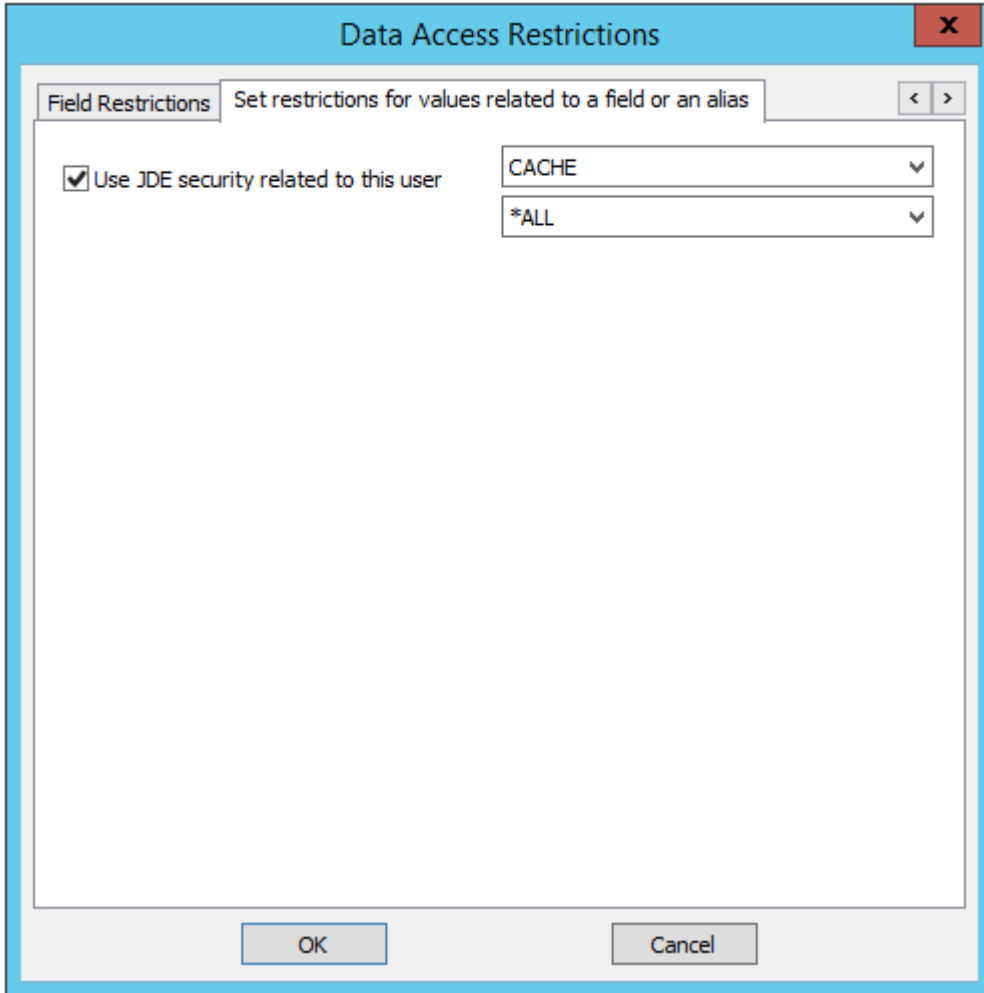 Data Access Restrictions
x
Field Restrictions
Set restrictions for values related to a field or an alias
< >
Use JDE security related to this user
CACHE
*ALL
OK
Cancel